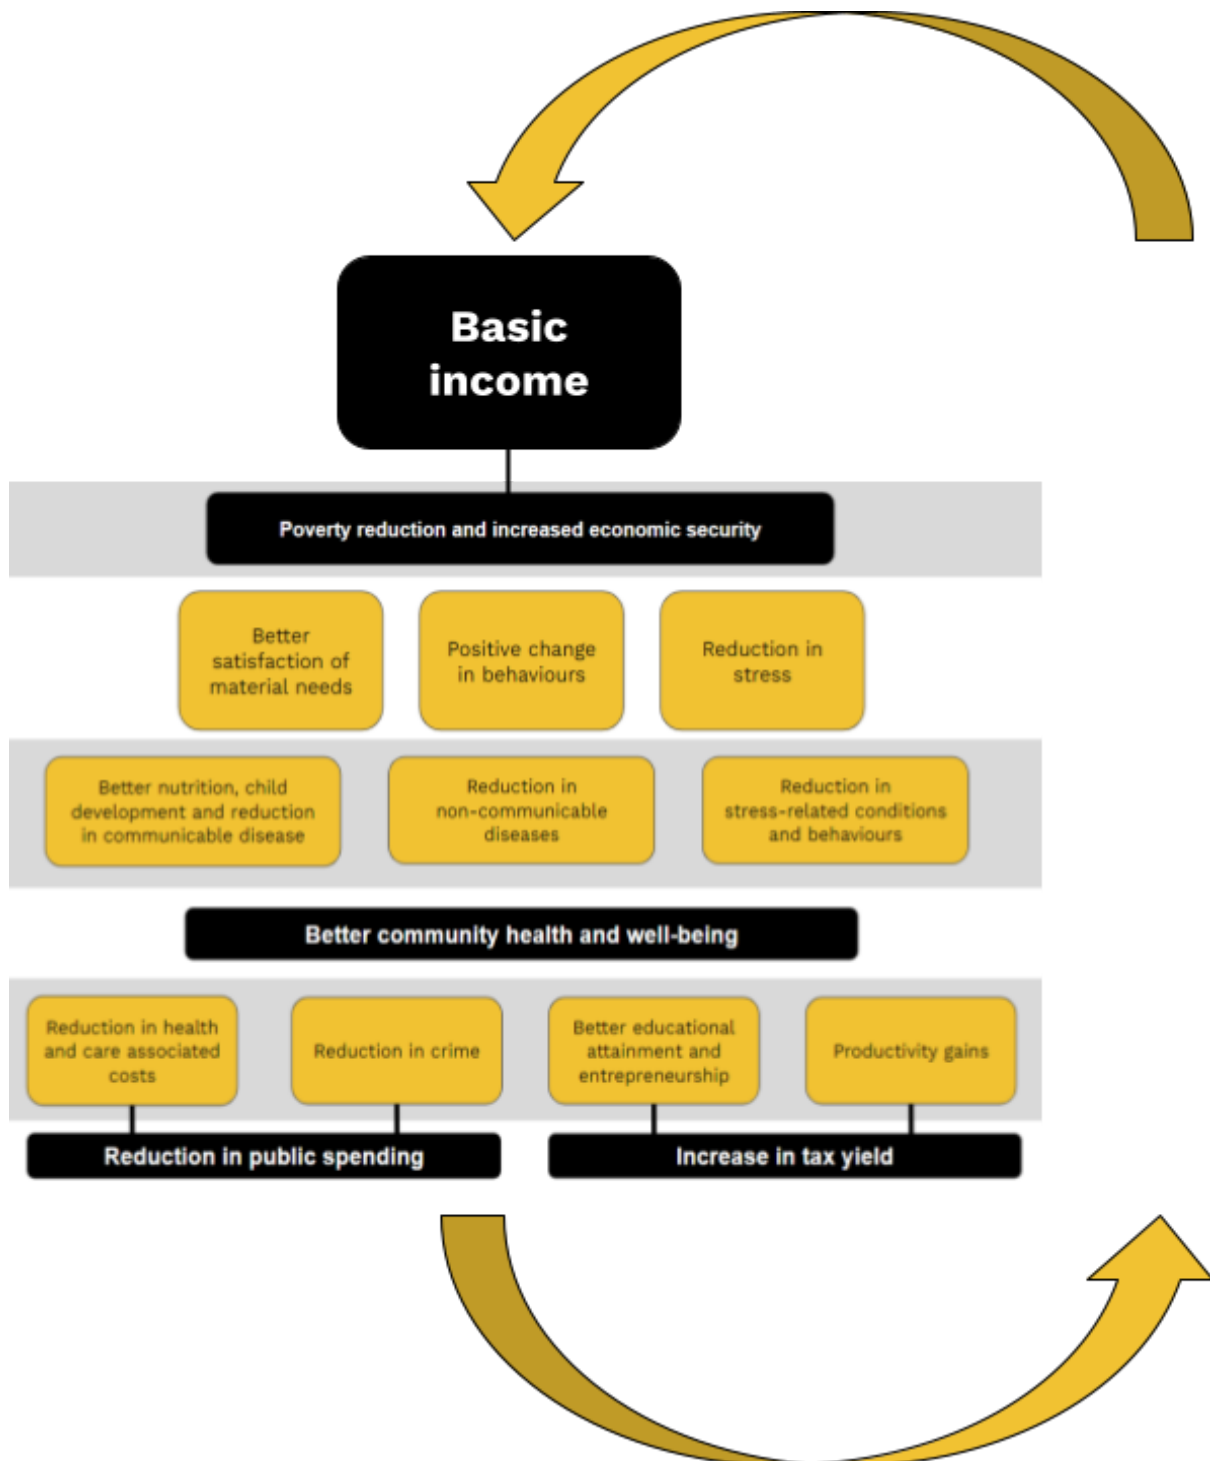 Basic
income
Poverty reduction and increased economic security
Better
satisfaction of
material needs
Positive change
in behaviours
Reduction in
stress
Better nutrition, child
development and reduction
in communicable disease
Reduction in
non-communicable
diseases
Reduction in
stress-related conditions
and behaviours
Better community health and well-being
Reduction in health
and care associated
costs
Reduction in crime
Better educational
attainment and
entrepreneurship
Productivity gains
Reduction in public spending
Increase in tax yield